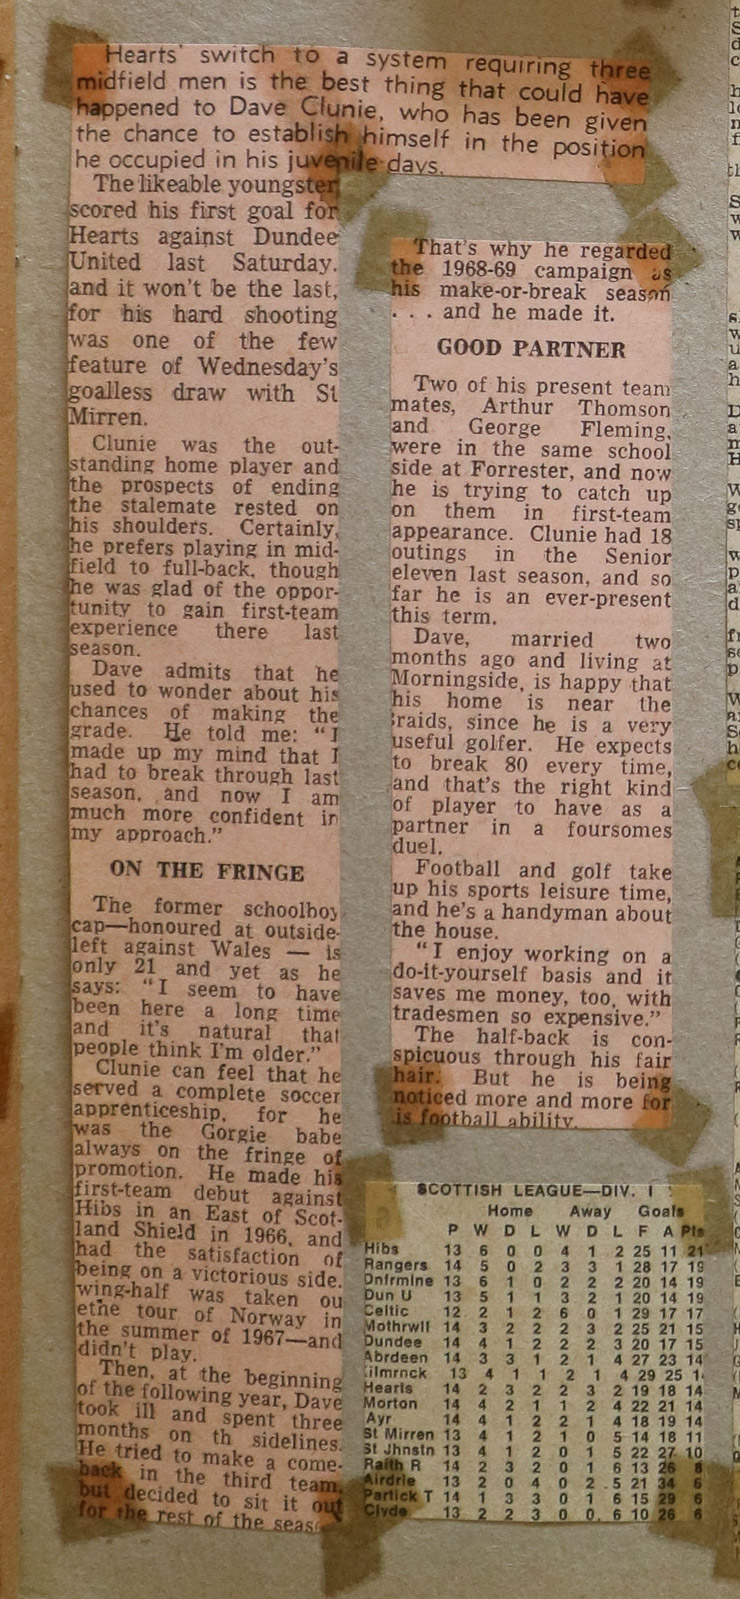 Hearts' switch to a system requiring three
midfield men is the best thing that could have
happened to Dave Clunie, who has been given
the chance to establish himself in the position
he occupied in his juvenile days.
The likeable youngster
scored his first goal for
Hearts against Dundee
United last Saturday.
and it won't be the last,
for his hard shooting
was one of the few
feature of Wednesday's
goalless draw with St
Mirren.
Clunie was the out-
standing home player and
the prospects of ending
the stalemate rested on
his shoulders. Certainly,
he prefers playing in mid-
field to full-back, though
he was glad of the oppor-
tunity to gain first-team
experience there last
season.
Dave admits that he
used to wonder about his
chances of making the
grade. He told me: "I
made up my mind that I
had to break through last
season, and now I am
much more confident in
my approach."
ON THE FRINGE
The former schoolboy
cap—honoured at outside-
left against Wales — is
only 21 and yet as he
says: "I seem to have
been here a long time
and it's natural that
people think I'm older."
Clunie can feel that he
served a complete soccer
apprenticeship, for he
was the Gorgie babe
always on the fringe of
promotion. He made his
first-team debut against
Hibs in an East of Scot-
land Shield in 1966, and
had the satisfaction of
being on a victorious side.
wing-half was taken ou
ethe tour of Norway in
the summer of 1967—and
didn't play.
Then, at the beginning
of the following year, Dave
took ill and spent three
months on th sidelines.
He tried to make a come-
back in the third team,
but decided to sit it out
for the rest of the seas
That's why he regarded
the 1968-69 campaign as
his make-or-break season
. . . and he made it.
GOOD PARTNER
Two of his present team
mates, Arthur Thomson
and George Fleming,
were in the same school
side at Forrester, and now
he is trying to catch up
on them in first-team
appearance. Clunie had 18
outings in the Senior
eleven last season, and so
far he is an ever-present
this term.
Dave, married two
months ago and living at
Morningside, is happy that
his home is near the
raids, since he is a very
useful golfer. He expects
to break 80 every time,
and that's the right kind
of player to have as a
partner in a foursomes
duel.
Football and golf take
up his sports leisure time,
and he's a handyman about
the house.
"I enjoy working on a
do-it-yourself basis and it
saves me money, too, with
tradesmen so expensive."
The half-back is con-
spicuous through his fair
hair. But he is being
noticed more and more for
is football ability.
SCOTTISH LEAGUE—DIV. I
Home Away Goals
P W D L W D L F A Pts
Hibs 13 6 0 0 4 1 2 25 11 21
Rangers 14 5 0 2 3 3 1 28 17 19
Dnfrmlne 13 6 1 0 2 2 2 20 14 19
Dun U 13 5 1 1 3 2 1 20 14 19
Celtic 12 2 1 2 6 0 1 29 17 17
Mothrwll 14 3 2 2 2 3 2 25 21 15
Dundee 14 4 1 2 2 2 3 20 17 15
Abrdeen 14 3 3 1 2 1 4 27 23 14
ilmrnck 13 4 1 1 2 1 4 29 25 1
Hearts 14 2 3 2 2 3 2 19 18 14
Morton 14 4 2 1 1 2 4 22 21 14
Ayr 14 4 1 2 2 1 4 18 19 14
St Mirren 13 4 1 2 1 0 5 14 18 11
St Jhnstn 13 4 1 2 0 1 5 22 27 10
Raith R 14 2 3 2 0 1 6 13 26 8
Airdrie 13 2 0 4 0 2 5 21 34 6
Partick T 14 1 3 3 0 1 6 15 29 6
Clyde 13 2 2 3 0 0 6 10 26 6